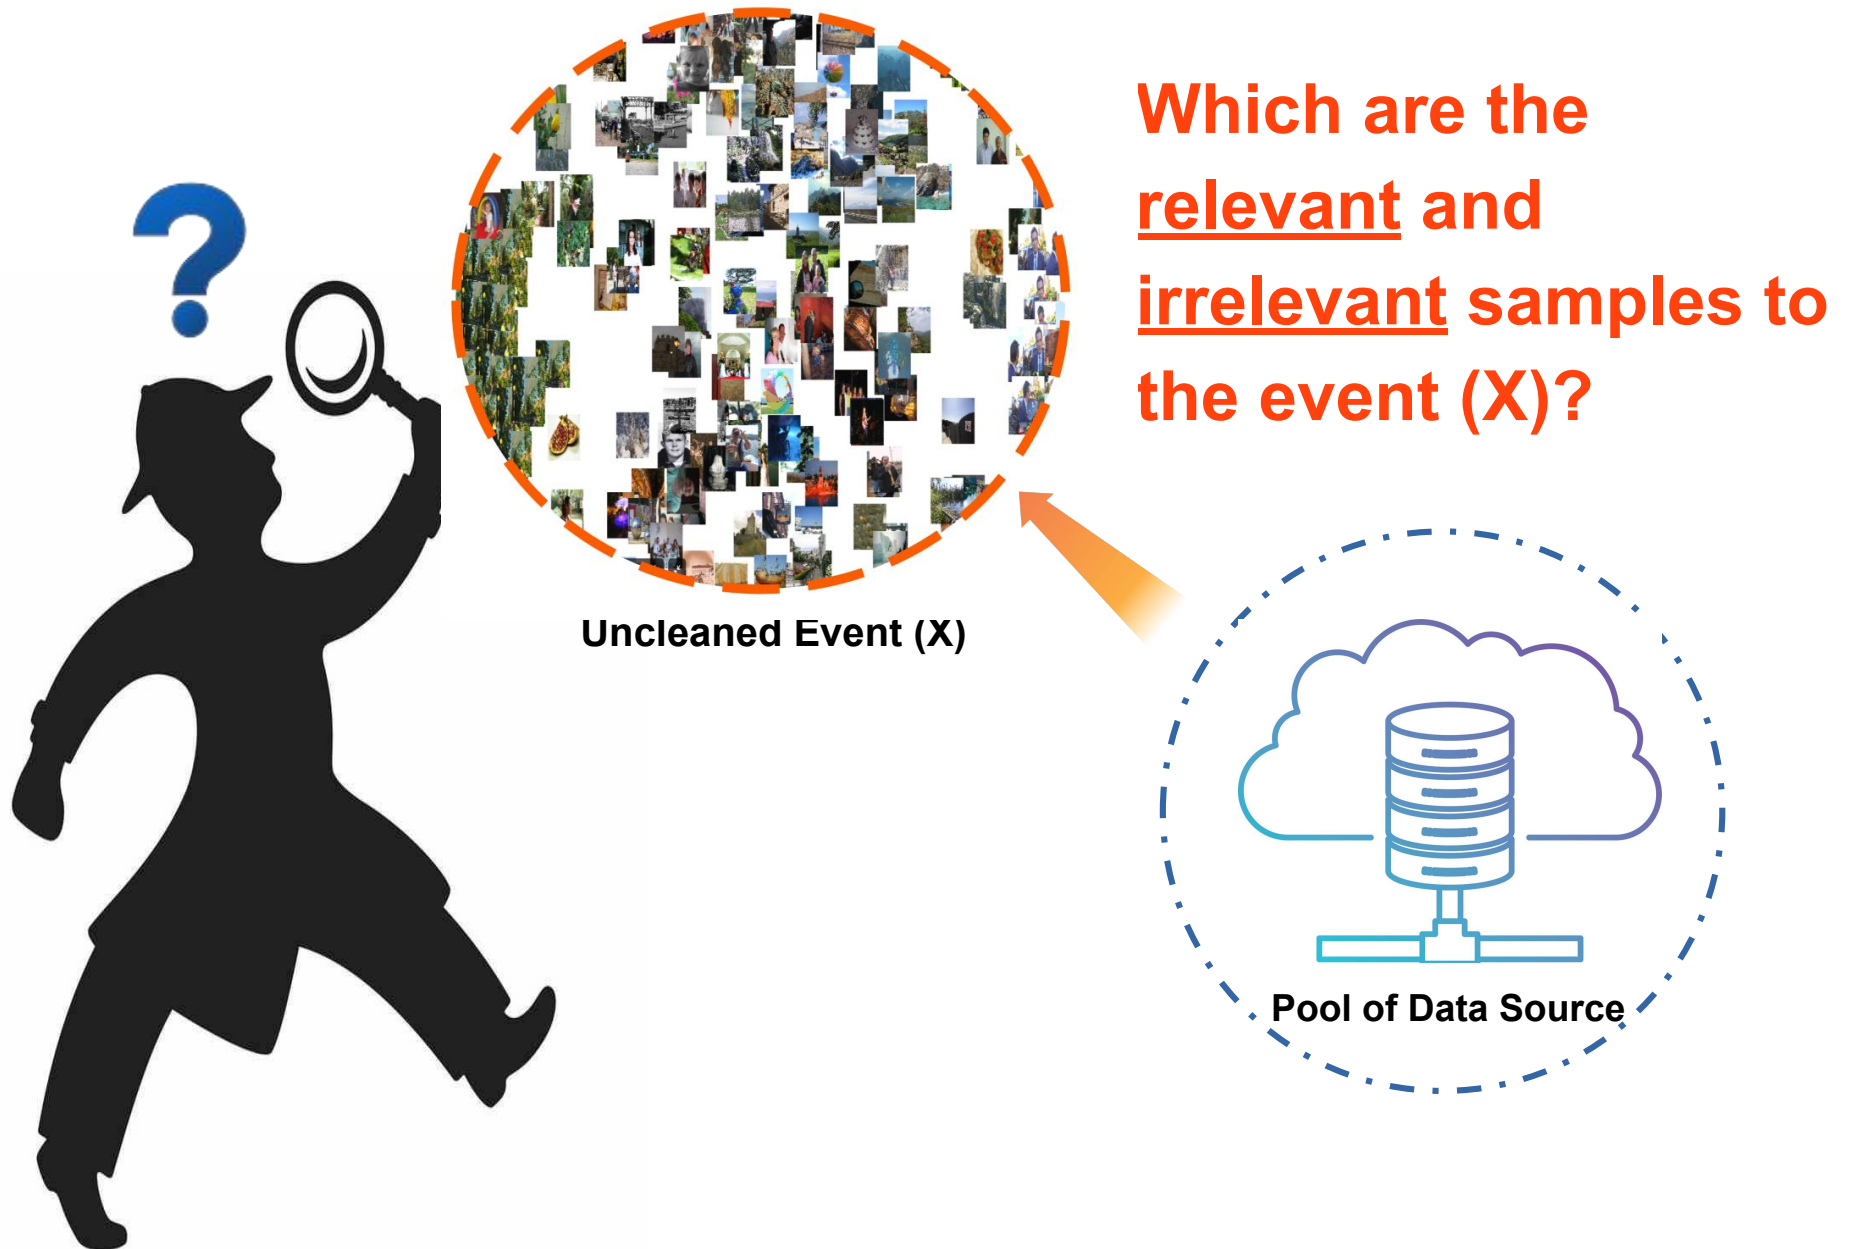 Which are the
relevant and
irrelevant samples to
the event (X)?
Uncleaned Event (X)
Pool of Data Source